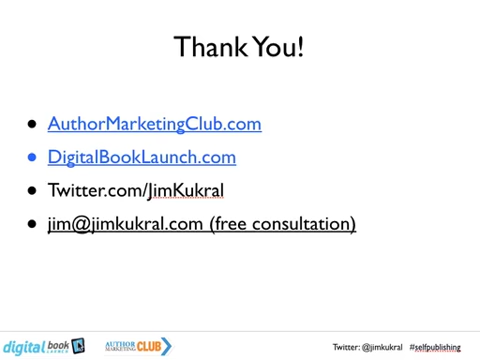 Thank You!
AuthorMarketingClub.com
DigitalBookLaunch.com
Twitter.com/JimKukral
jim@jimkukral.com (free consultation)
digital book LAUNCH
AUTHOR MARKETING CLUB
Twitter: @jimkukral #selfpublishing